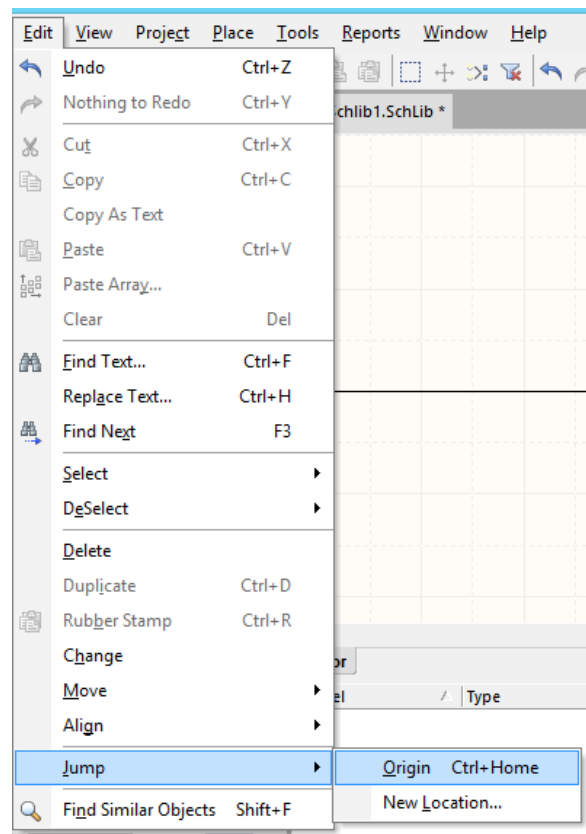 Edit View Project Place Tools Reports Window Help
Undo Ctrl+Z
Nothing to Redo Ctrl+Y
chlib1.SchLib *
Cut Ctrl+X
Copy Ctrl+C
Copy As Text
Paste Ctrl+V
Paste Array...
Clear Del
Find Text... Ctrl+F
Replace Text... Ctrl+H
Find Next F3
Select
DeSelect
Delete
Duplicate Ctrl+D
Rubber Stamp Ctrl+R
Change
or
Move
el Type
Align
Jump
Origin Ctrl+Home
New Location...
Find Similar Objects Shift+F